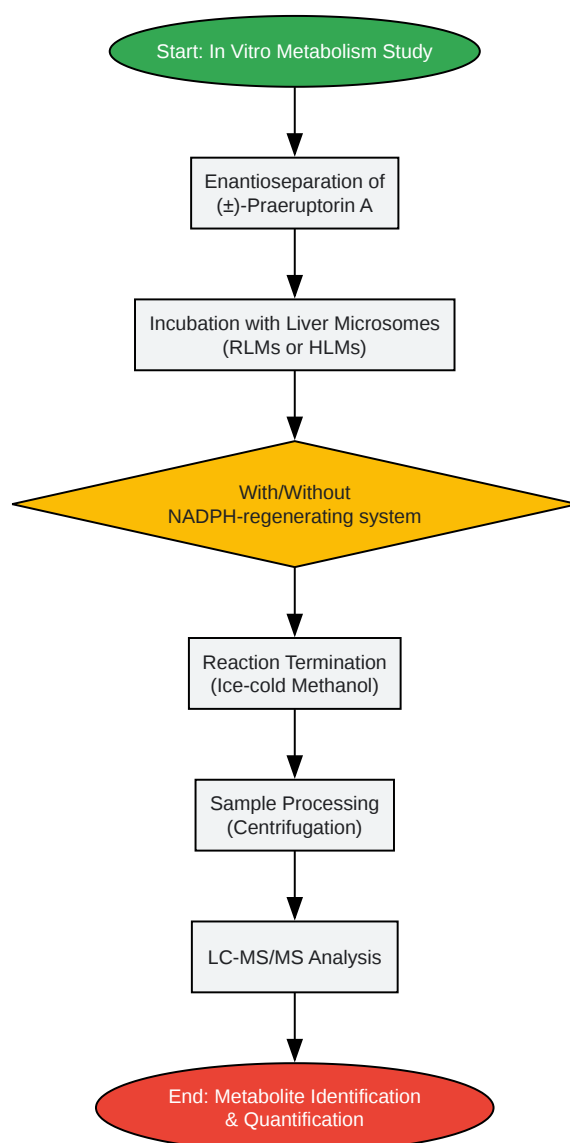 Start: In Vitro Metabolism Study
Enantioseparation of
(±)-Praeruptorin A
Incubation with Liver Microsomes
(RLMs or HLMs)
With/Without
NADPH-regenerating system
Reaction Termination
(Ice-cold Methanol)
Sample Processing
(Centrifugation)
LC-MS/MS Analysis
End: Metabolite Identification
& Quantification